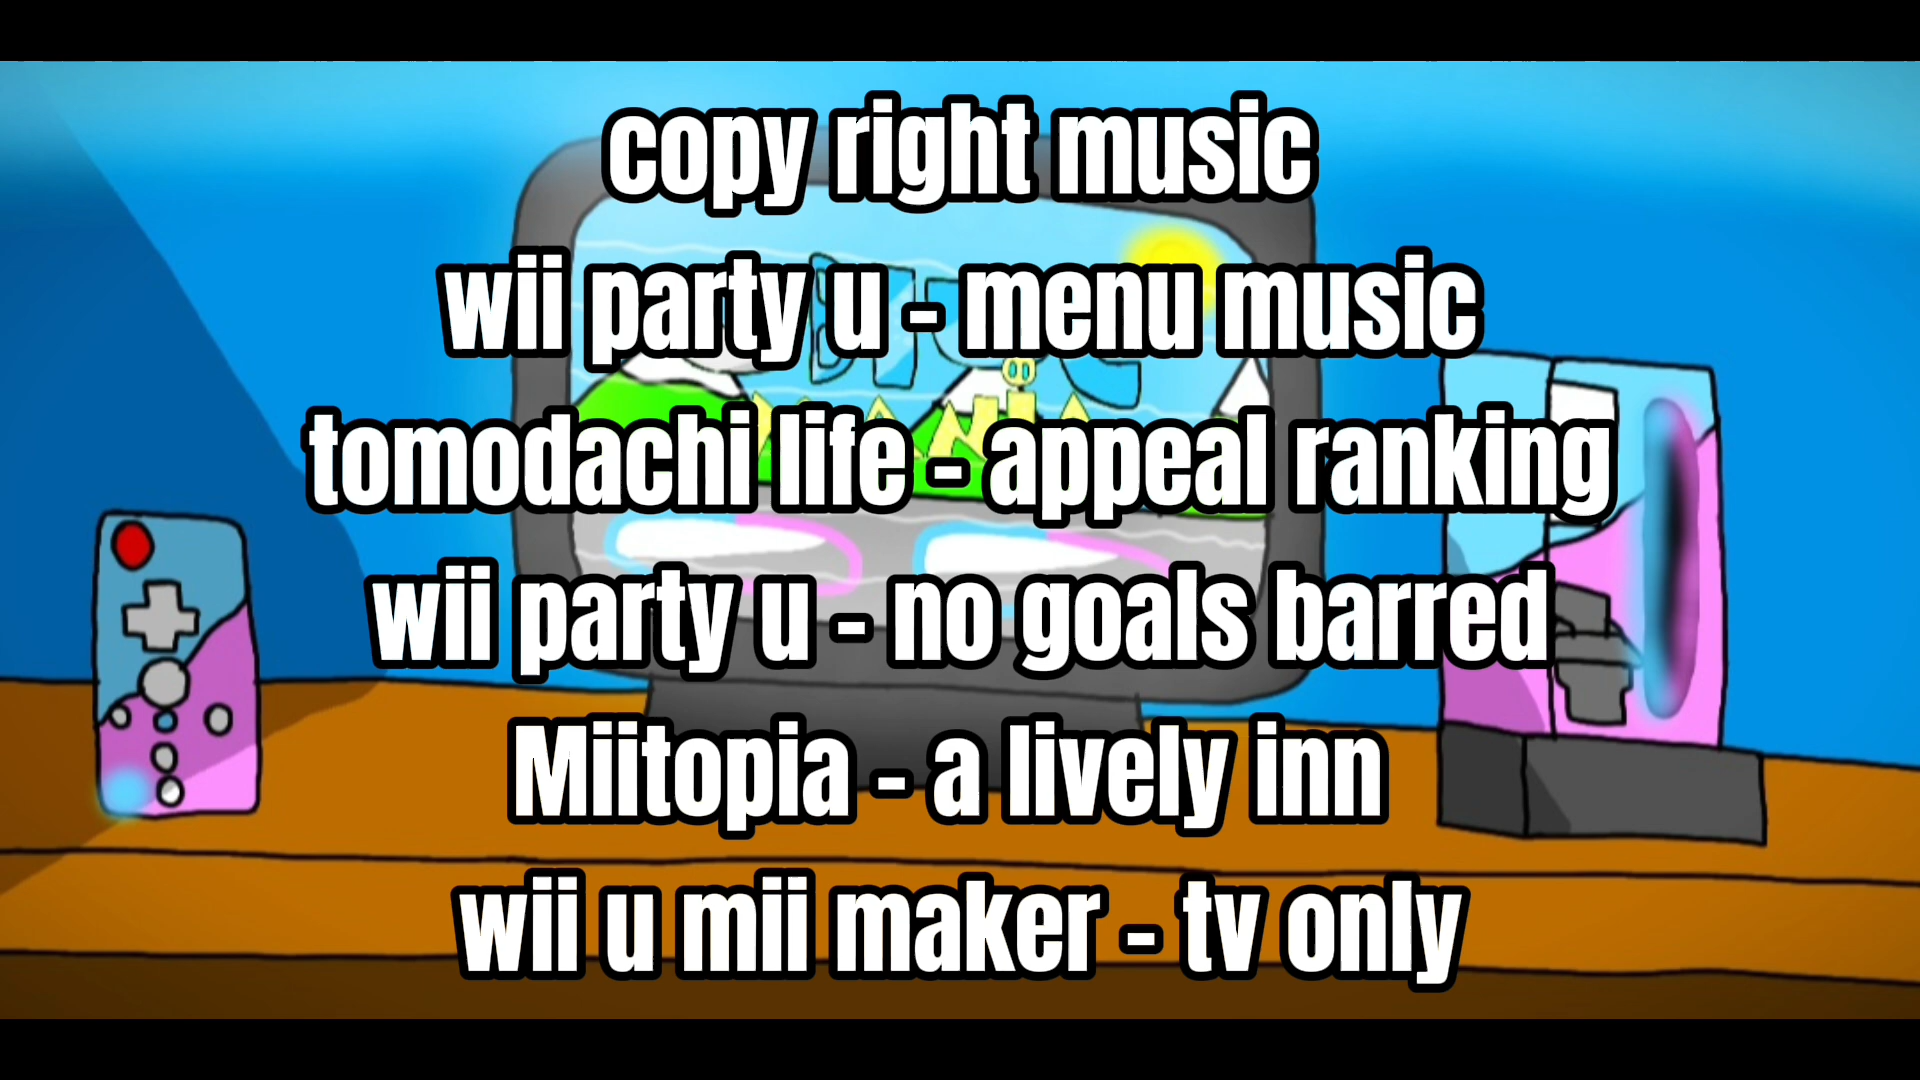 copy right music
wii party u - menu music
tomodachi life - appeal ranking
wii party u - no goals barred
Miitopia - a lively inn
wii u mii maker - tv only